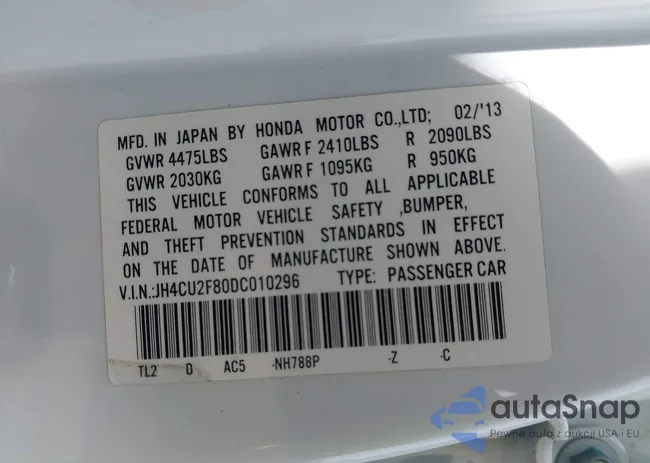 MFD. IN JAPAN BY HONDA MOTOR CO.,LTD; 02/'13
GVWR 4475LBS GAWR F 2410LBS R 2090LBS
GVWR 2030KG GAWR F 1095KG R 950KG
THIS VEHICLE CONFORMS TO ALL APPLICABLE
FEDERAL MOTOR VEHICLE SAFETY ,BUMPER,
AND THEFT PREVENTION STANDARDS IN EFFECT
ON THE DATE OF MANUFACTURE SHOWN ABOVE.
V.I.N.:JH4CU2F80DC010296 TYPE: PASSENGER CAR
TL2 D AC5 -NH788P -Z -C
autaSnap
Pewne auta z aukcji USA i EU